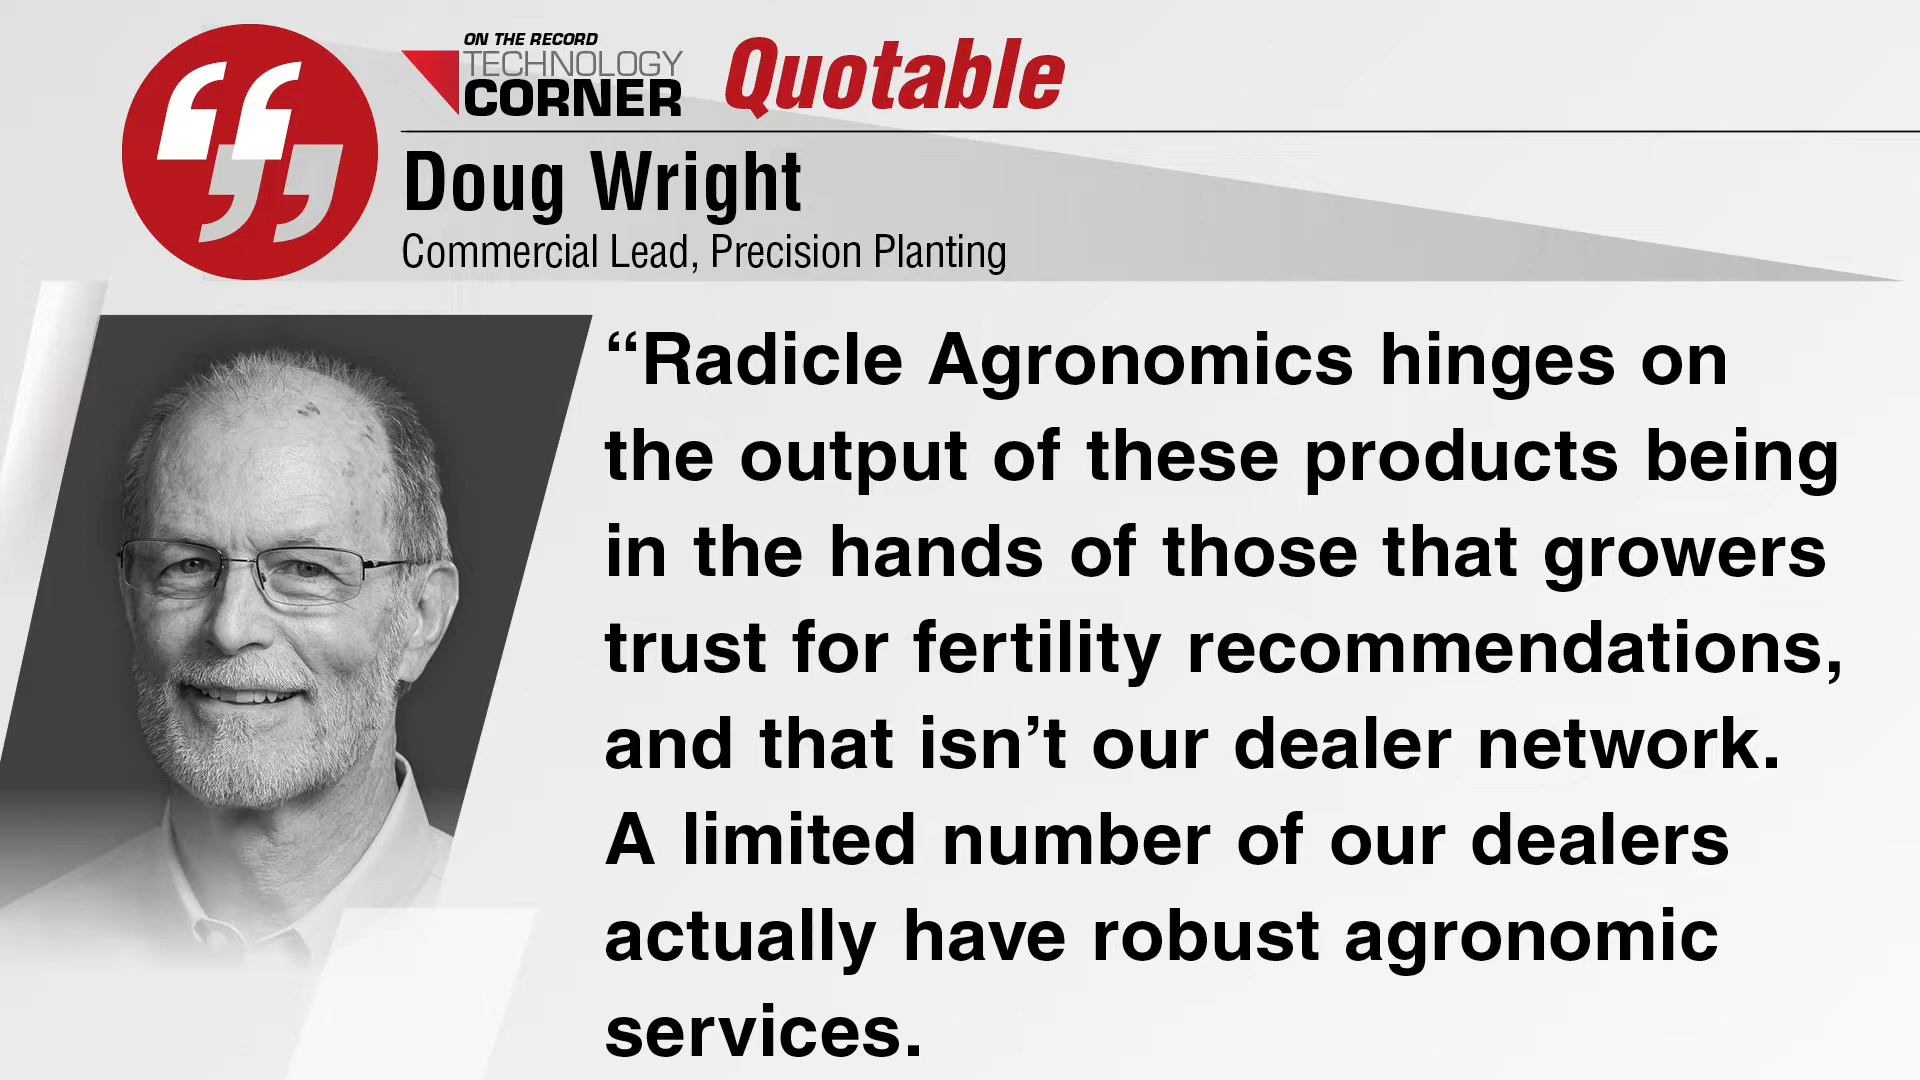 ON THE RECORD
TECHNOLOGY
CORNER
Quotable
Doug Wright
Commercial Lead, Precision Planting
“Radicle Agronomics hinges on
the output of these products being
in the hands of those that growers
trust for fertility recommendations,
and that isn’t our dealer network.
A limited number of our dealers
actually have robust agronomic
services.